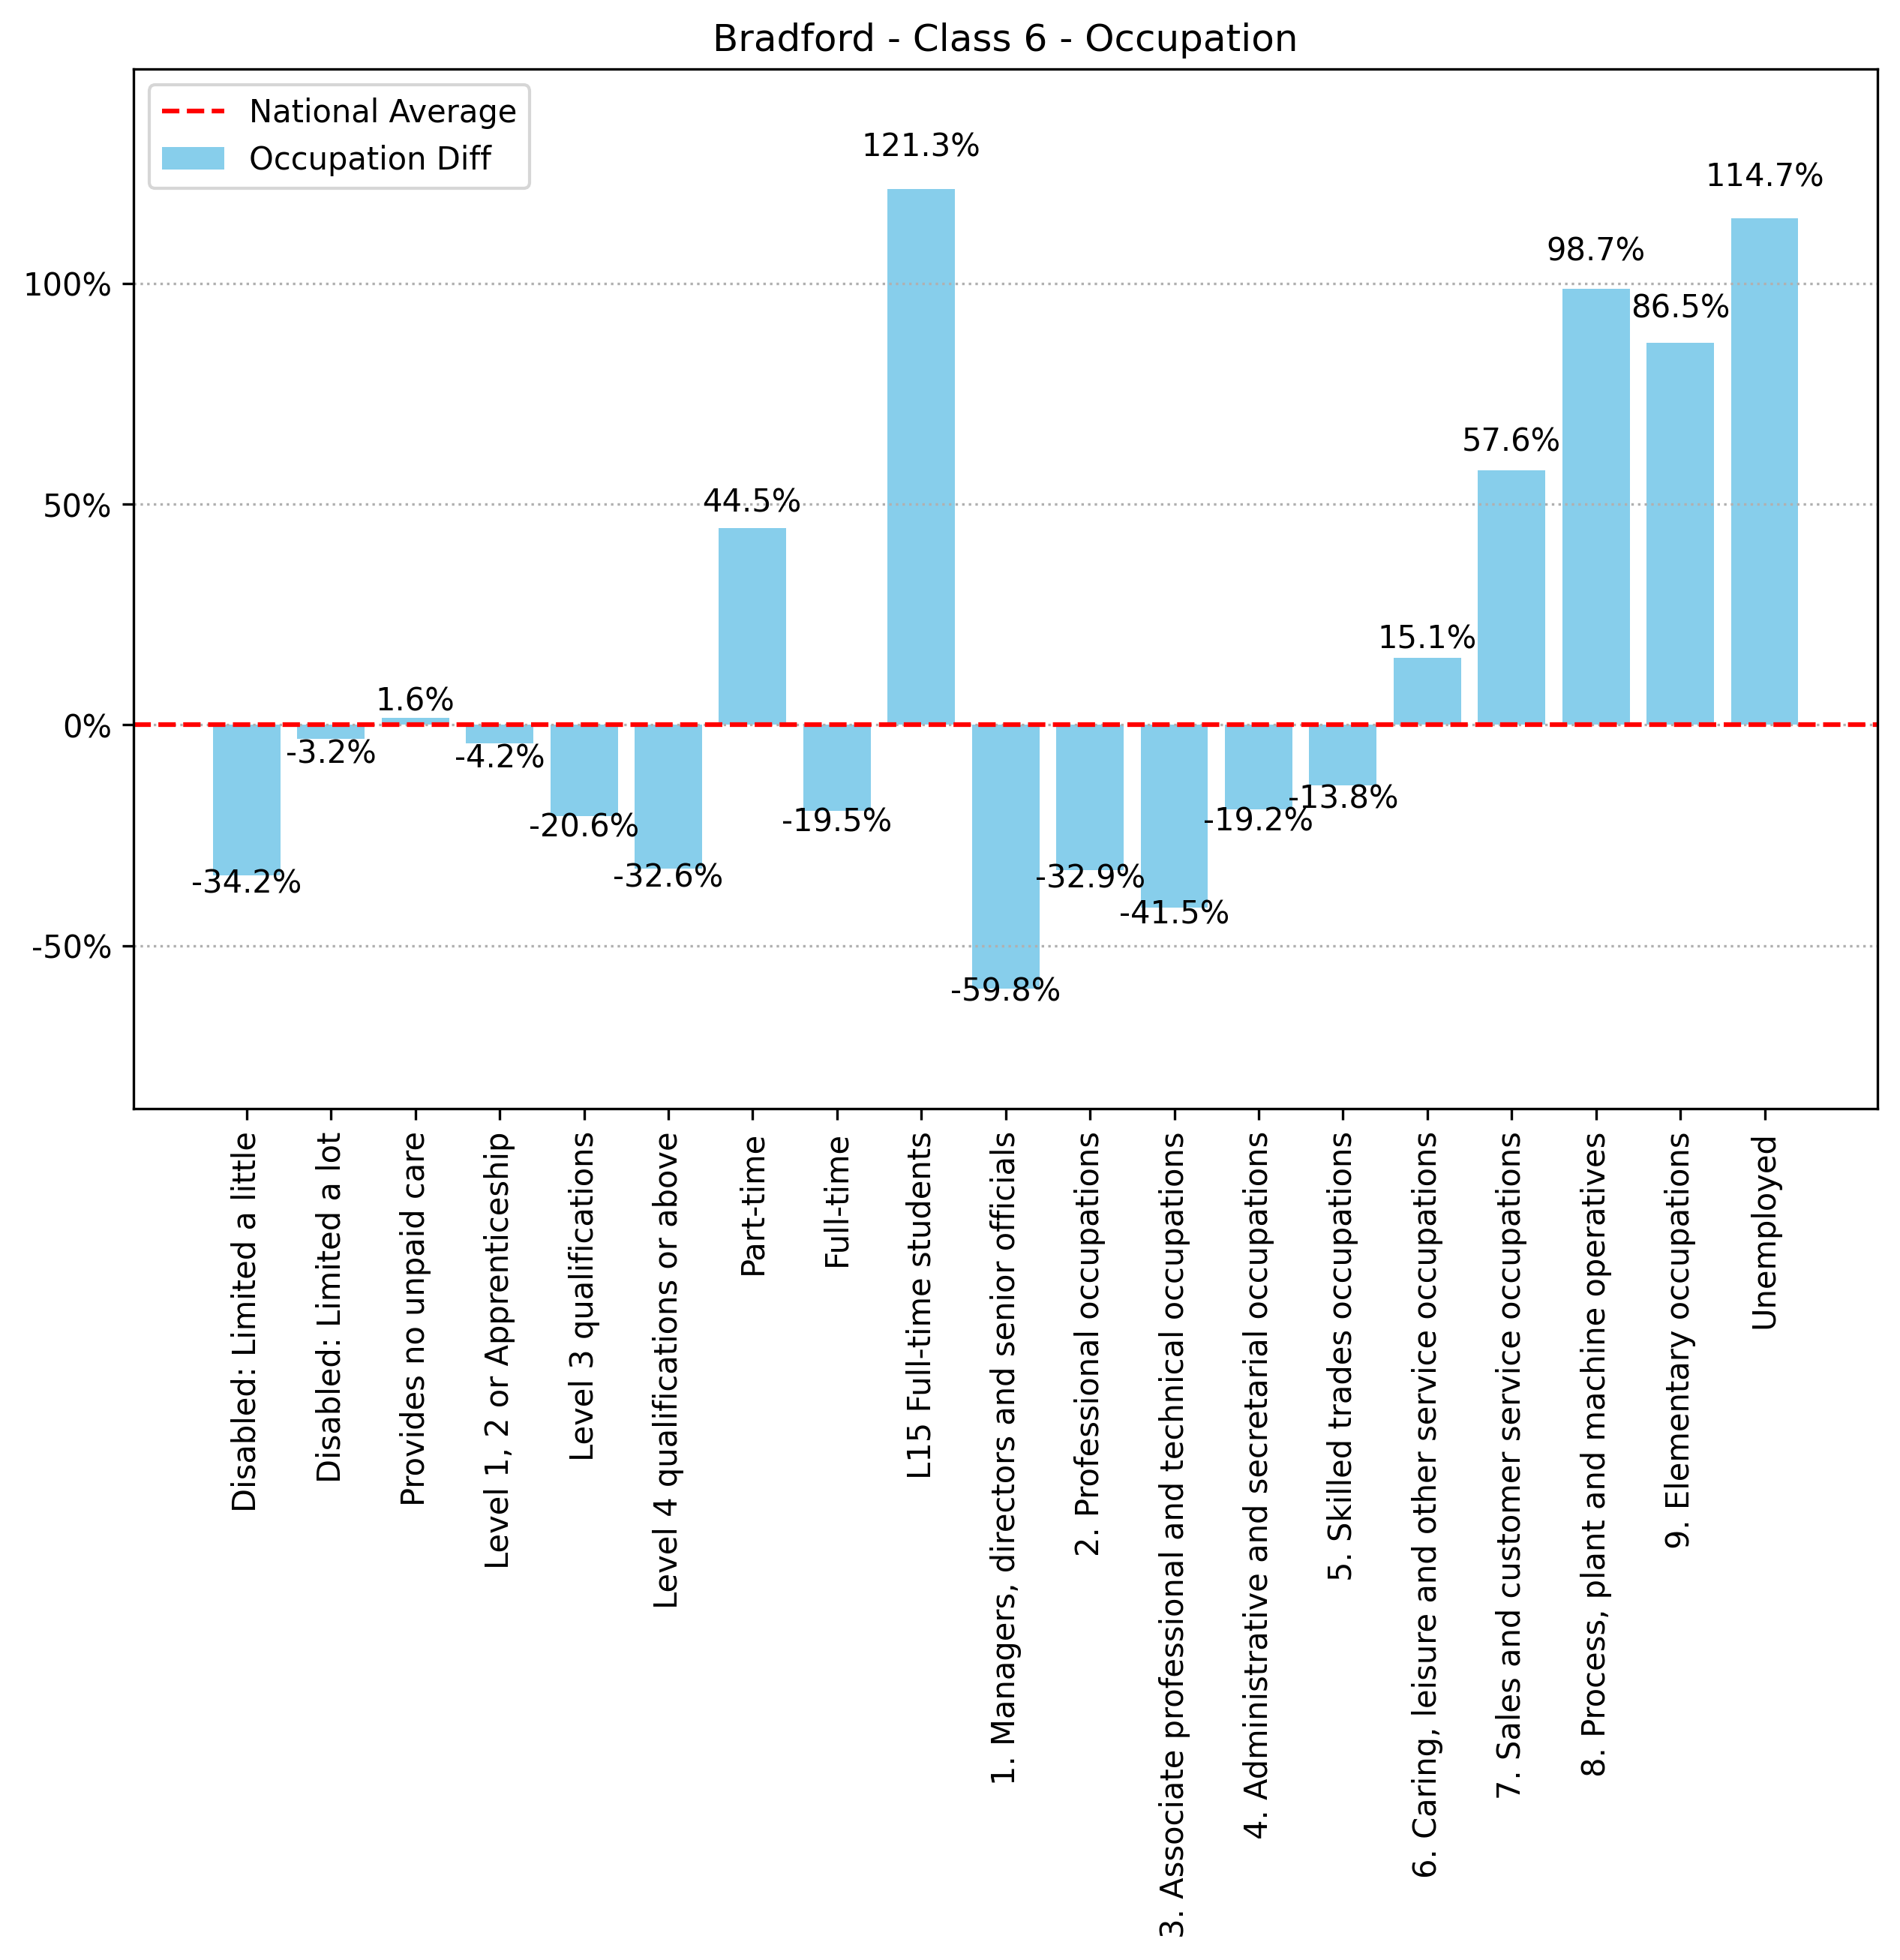 Bradford - Class 6 - Occupation
National Average
Occupation Diff
100%
50%
0%
-50%
-34.2%
-3.2%
1.6%
-4.2%
-20.6%
-32.6%
44.5%
-19.5%
121.3%
-59.8%
-32.9%
-41.5%
-19.2%
-13.8%
15.1%
57.6%
98.7%
86.5%
114.7%
Disabled: Limited a little
Disabled: Limited a lot
Provides no unpaid care
Level 1, 2 or Apprenticeship
Level 3 qualifications
Level 4 qualifications or above
Part-time
Full-time
L15 Full-time students
1. Managers, directors and senior officials
2. Professional occupations
3. Associate professional and technical occupations
4. Administrative and secretarial occupations
5. Skilled trades occupations
6. Caring, leisure and other service occupations
7. Sales and customer service occupations
8. Process, plant and machine operatives
9. Elementary occupations
Unemployed